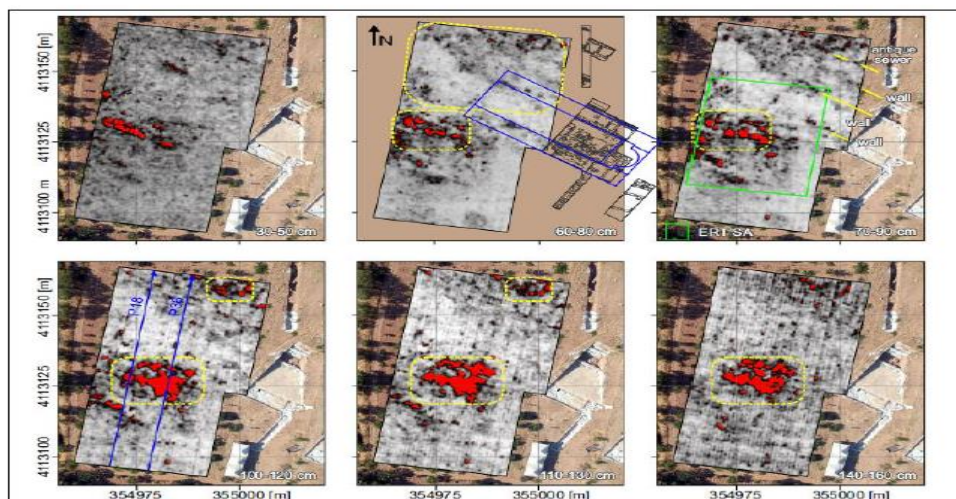 4113150
4113125
4113100 m
30-50 cm
N
60-80 cm
antique
sewer
wall
wall
wall
ERT SA
70-90 cm
4113150
4113125
4113100
[m]
P18
P36
100-120 cm
110-130 cm
140-160 cm
354975
355000 [m]
354975
355000 [m]
354975
355000 [m]